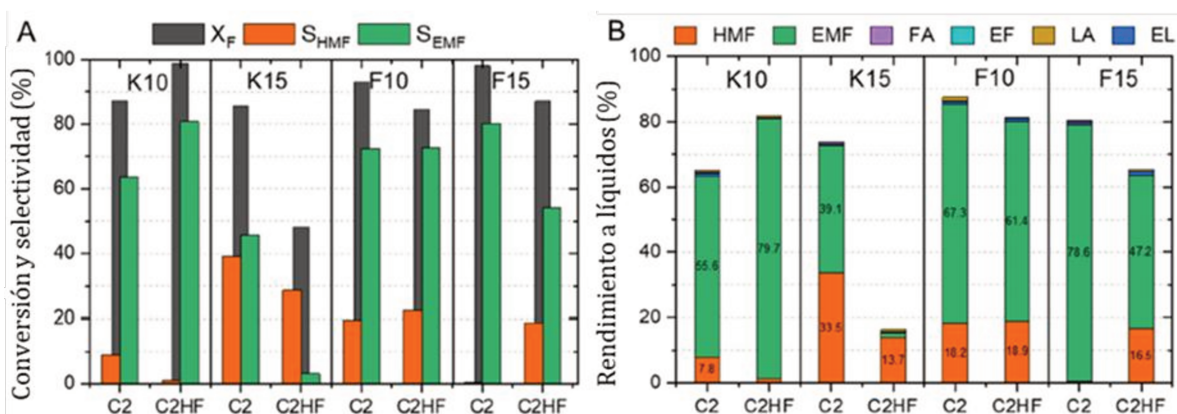 A
X_F S_HMF S_EMF
Conversión y selectividad (%)
100
80
60
40
20
0
K10 K15 F10 F15
C2 C2HF C2 C2HF C2 C2HF C2 C2HF
B
HMF EMF FA EF LA EL
Rendimiento a líquidos (%)
100
80
60
40
20
0
K10 K15 F10 F15
55.6 79.7 39.1 67.3 61.4 78.6 47.2
7.8 33.5 13.7 18.2 18.9 16.5
C2 C2HF C2 C2HF C2 C2HF C2 C2HF